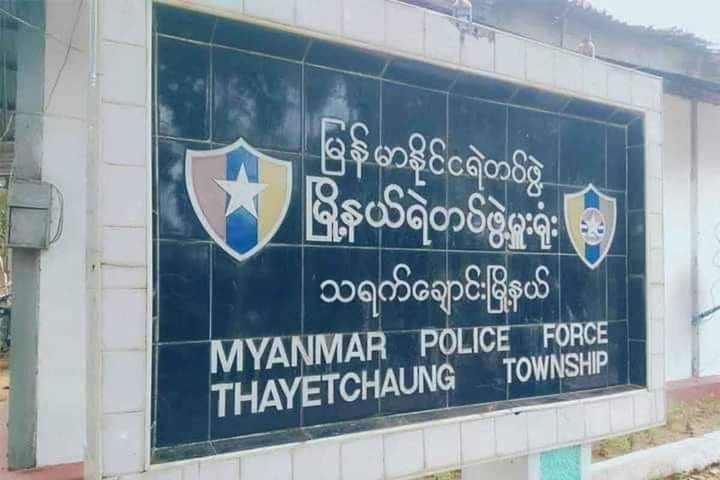 မြန်မာနိုင်ငံရဲတပ်ဖွဲ့
မြို့နယ်ရဲတပ်ဖွဲ့မှူးရုံး
သရက်ချောင်းမြို့နယ်
MYANMAR POLICE FORCE
THAYETCHAUNG TOWNSHIP